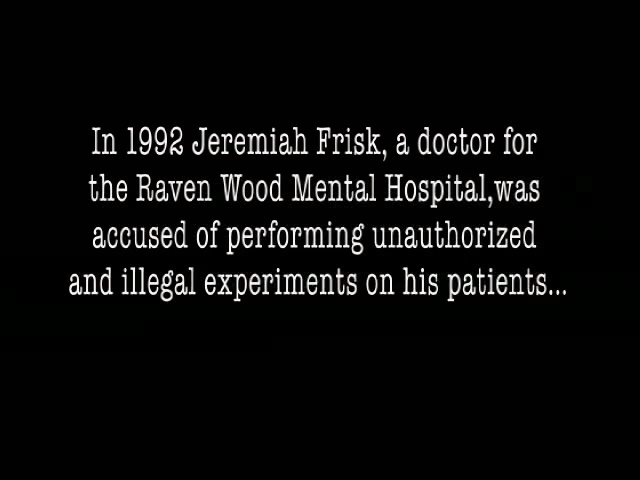 In 1992 Jeremiah Frisk, a doctor for
the Raven Wood Mental Hospital,was
accused of performing unauthorized
and illegal experiments on his patients...